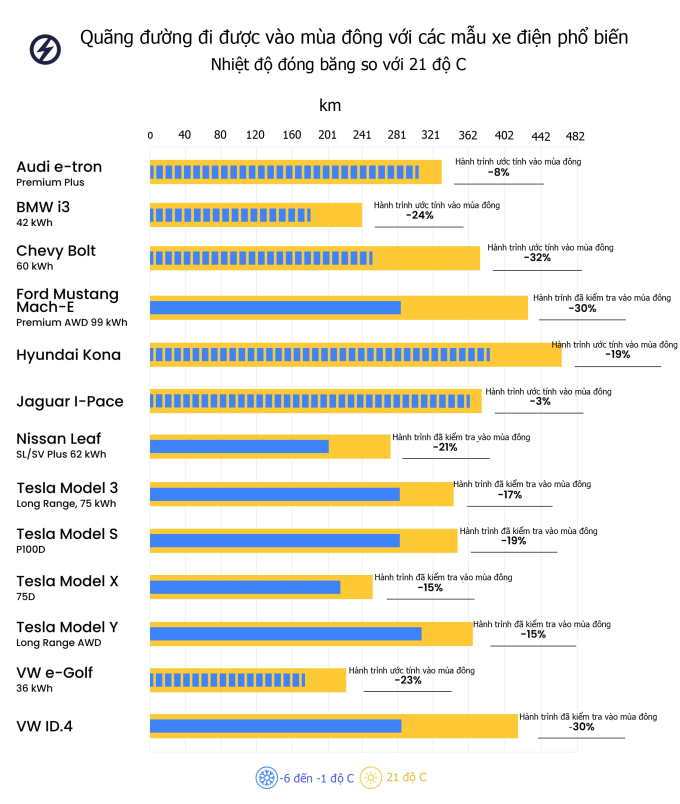 Quãng đường đi được vào mùa đông với các mẫu xe điện phổ biến
Nhiệt độ đóng băng so với 21 độ C
km
0 40 80 120 160 201 241 281 321 362 402 442 482
Audi e-tron
Premium Plus
Hành trình ước tính vào mùa đông
-8%
BMW i3
42 kWh
Hành trình ước tính vào mùa đông
-24%
Chevy Bolt
60 kWh
Hành trình ước tính vào mùa đông
-32%
Ford Mustang
Mach-E
Premium AWD 99 kWh
Hành trình đã kiểm tra vào mùa đông
-30%
Hyundai Kona
Hành trình ước tính vào mùa đông
-19%
Jaguar I-Pace
Hành trình ước tính vào mùa đông
-3%
Nissan Leaf
SL/SV Plus 62 kWh
Hành trình đã kiểm tra vào mùa đông
-21%
Tesla Model 3
Long Range, 75 kWh
Hành trình đã kiểm tra vào mùa đông
-17%
Tesla Model S
P100D
Hành trình đã kiểm tra vào mùa đông
-19%
Tesla Model X
75D
Hành trình đã kiểm tra vào mùa đông
-15%
Tesla Model Y
Long Range AWD
Hành trình đã kiểm tra vào mùa đông
-15%
VW e-Golf
36 kWh
Hành trình ước tính vào mùa đông
-23%
VW ID.4
Hành trình đã kiểm tra vào mùa đông
-30%
-6 đến -1 độ C 21 độ C